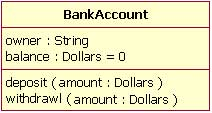 BankAccount
owner : String
balance : Dollars = 0
deposit ( amount : Dollars )
withdrawl ( amount : Dollars )